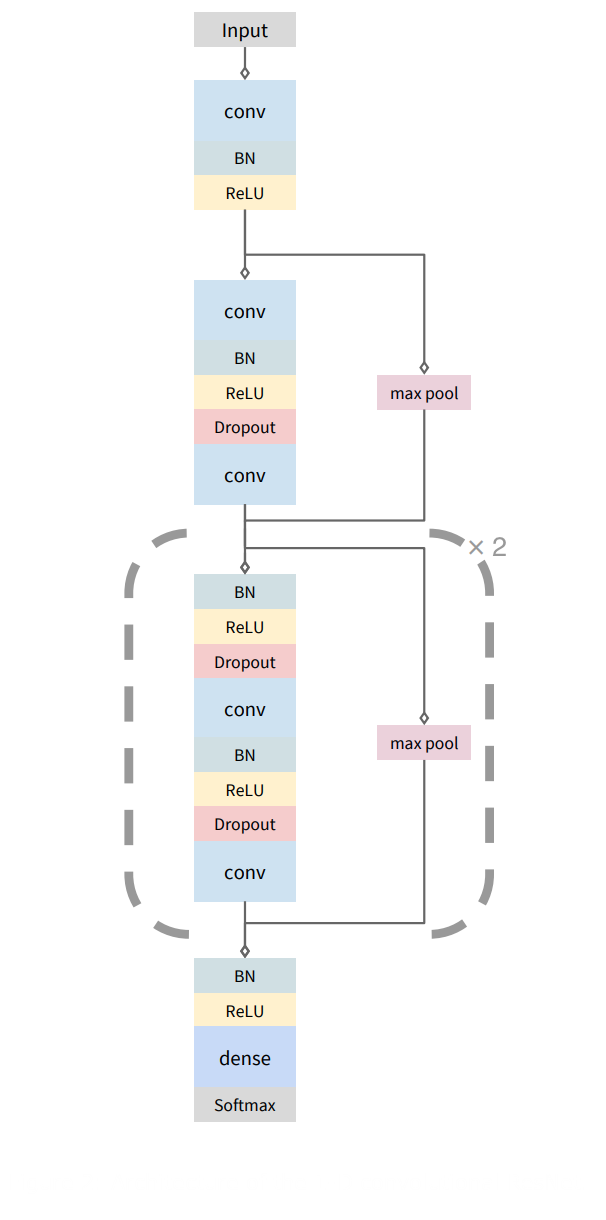 Input
conv
BN
ReLU
conv
BN
ReLU
max pool
Dropout
conv
× 2
BN
ReLU
Dropout
conv
max pool
BN
ReLU
Dropout
conv
BN
ReLU
dense
Softmax